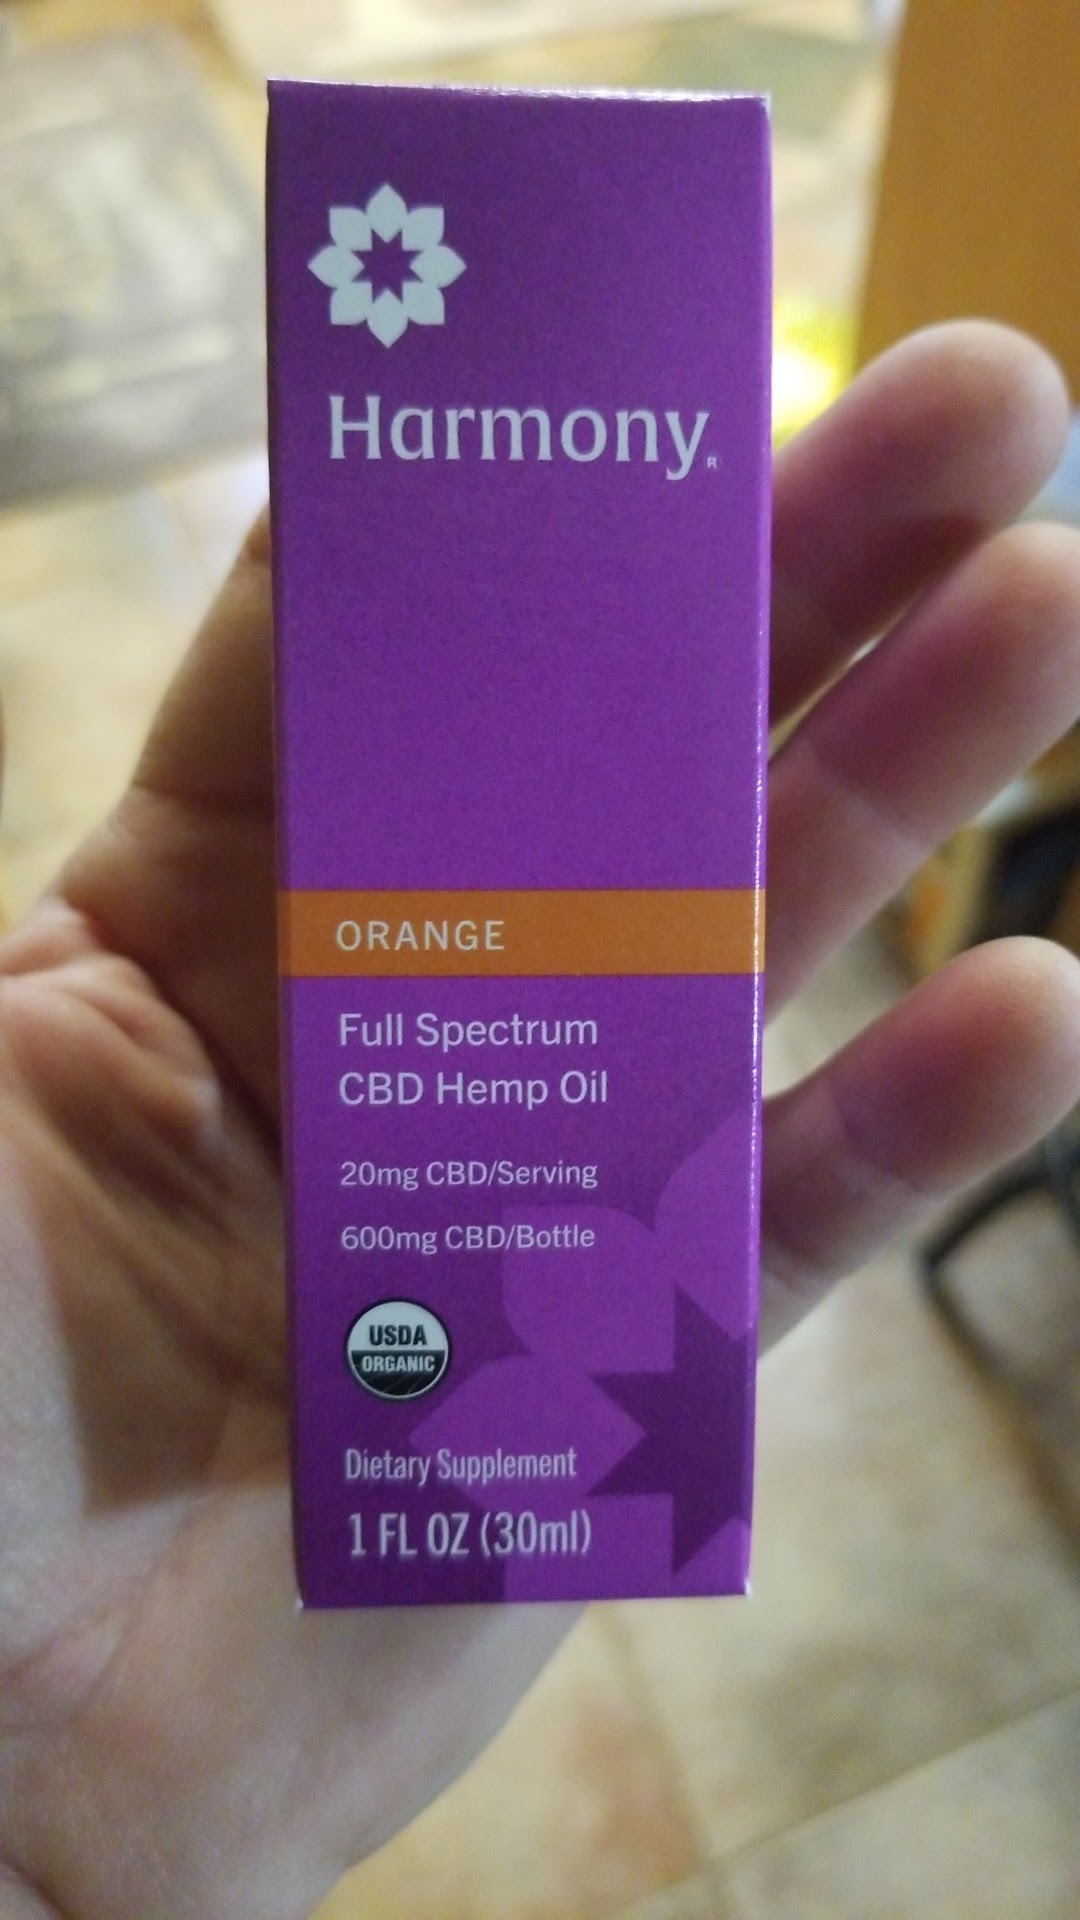 Harmony®
ORANGE
Full Spectrum
CBD Hemp Oil
20mg CBD/Serving
600mg CBD/Bottle
USDA
ORGANIC
Dietary Supplement
1 FL OZ (30ml)